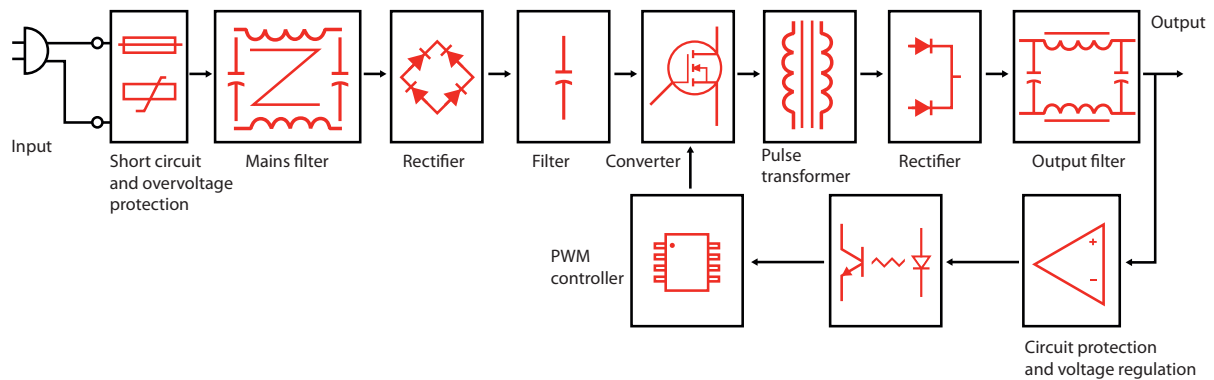 Output
Input
Short circuit
and overvoltage
protection
Mains filter
Rectifier
Filter
Converter
Pulse
transformer
Rectifier
Output filter
PWM
controller
+
−
Circuit protection
and voltage regulation